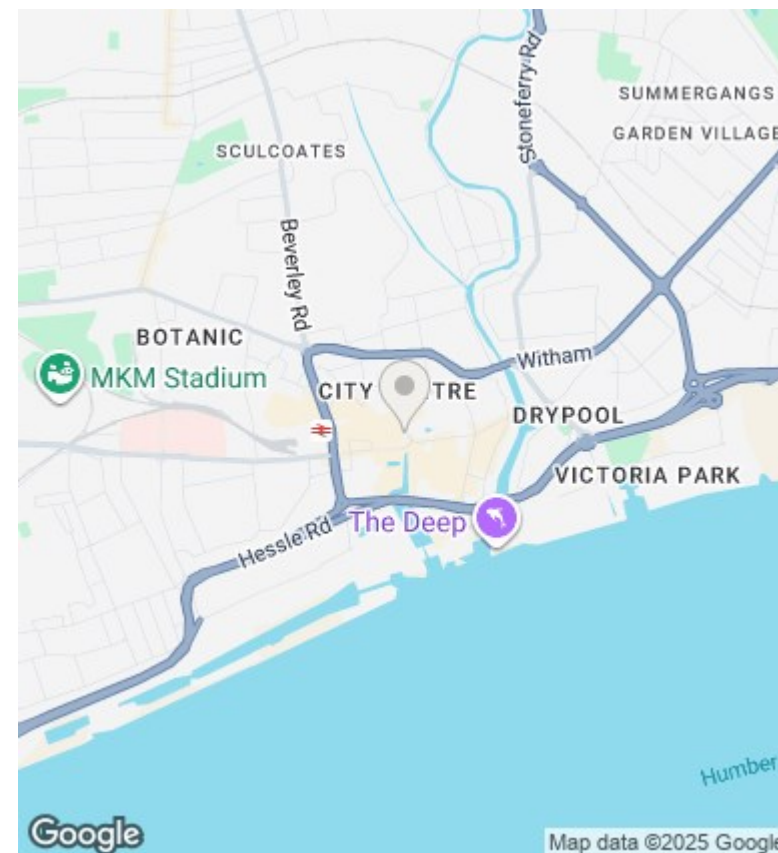 Stoneferry Rd
SUMMERGANGS
GARDEN VILLAGE
SCULCOATES
Beverley Rd
BOTANIC
Witham
MKM Stadium
CITY
TRE
DRYPOOL
VICTORIA PARK
The Deep
Hessle Rd
Humber
Google
Map data ©2025 Google